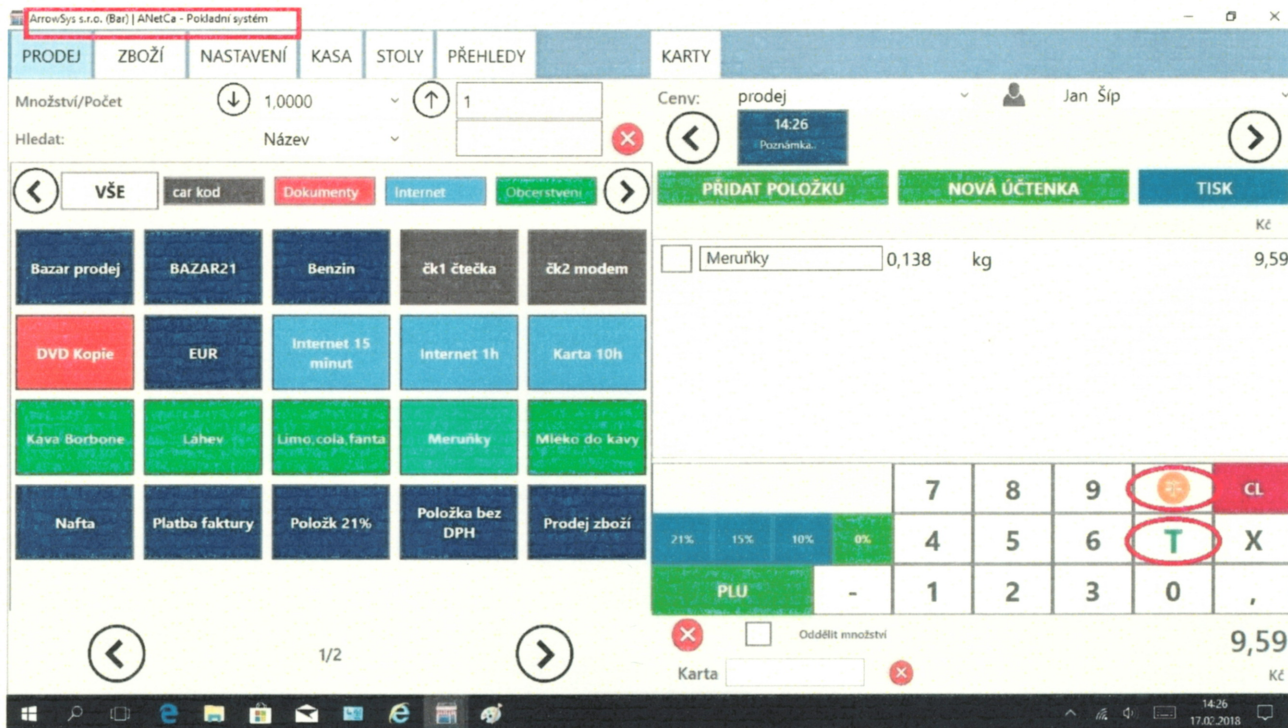 ArrowSys s.r.o. (Bar) | ANetCa - Pokladní systém
PRODEJ ZBOŽÍ NASTAVENÍ KASA STOLY PŘEHLEDY KARTY
Množství/Počet 1,0000 1
Hledat: Název
Ceny: prodej Jan Šíp
14:26
Poznámka..
VŠE car kod Dokumenty Internet Obcerstveni
PŘIDAT POLOŽKU NOVÁ ÚČTENKA TISK
Kč
Meruňky 0,138 kg 9,59
Bazar prodej BAZAR21 Benzin čk1 čtečka čk2 modem
DVD Kopie EUR Internet 15 minut Internet 1h Karta 10h
Kava Borbone Lahev Limo,cola,fanta Meruňky Mleko do kavy
Nafta Platba faktury Položk 21% Položka bez DPH Prodej zboží
7 8 9 CL
21% 15% 10% 0% 4 5 6 T X
PLU - 1 2 3 0 ,
Oddělit množství 9,59
Karta Kč
1/2
14:26
17.02.2018